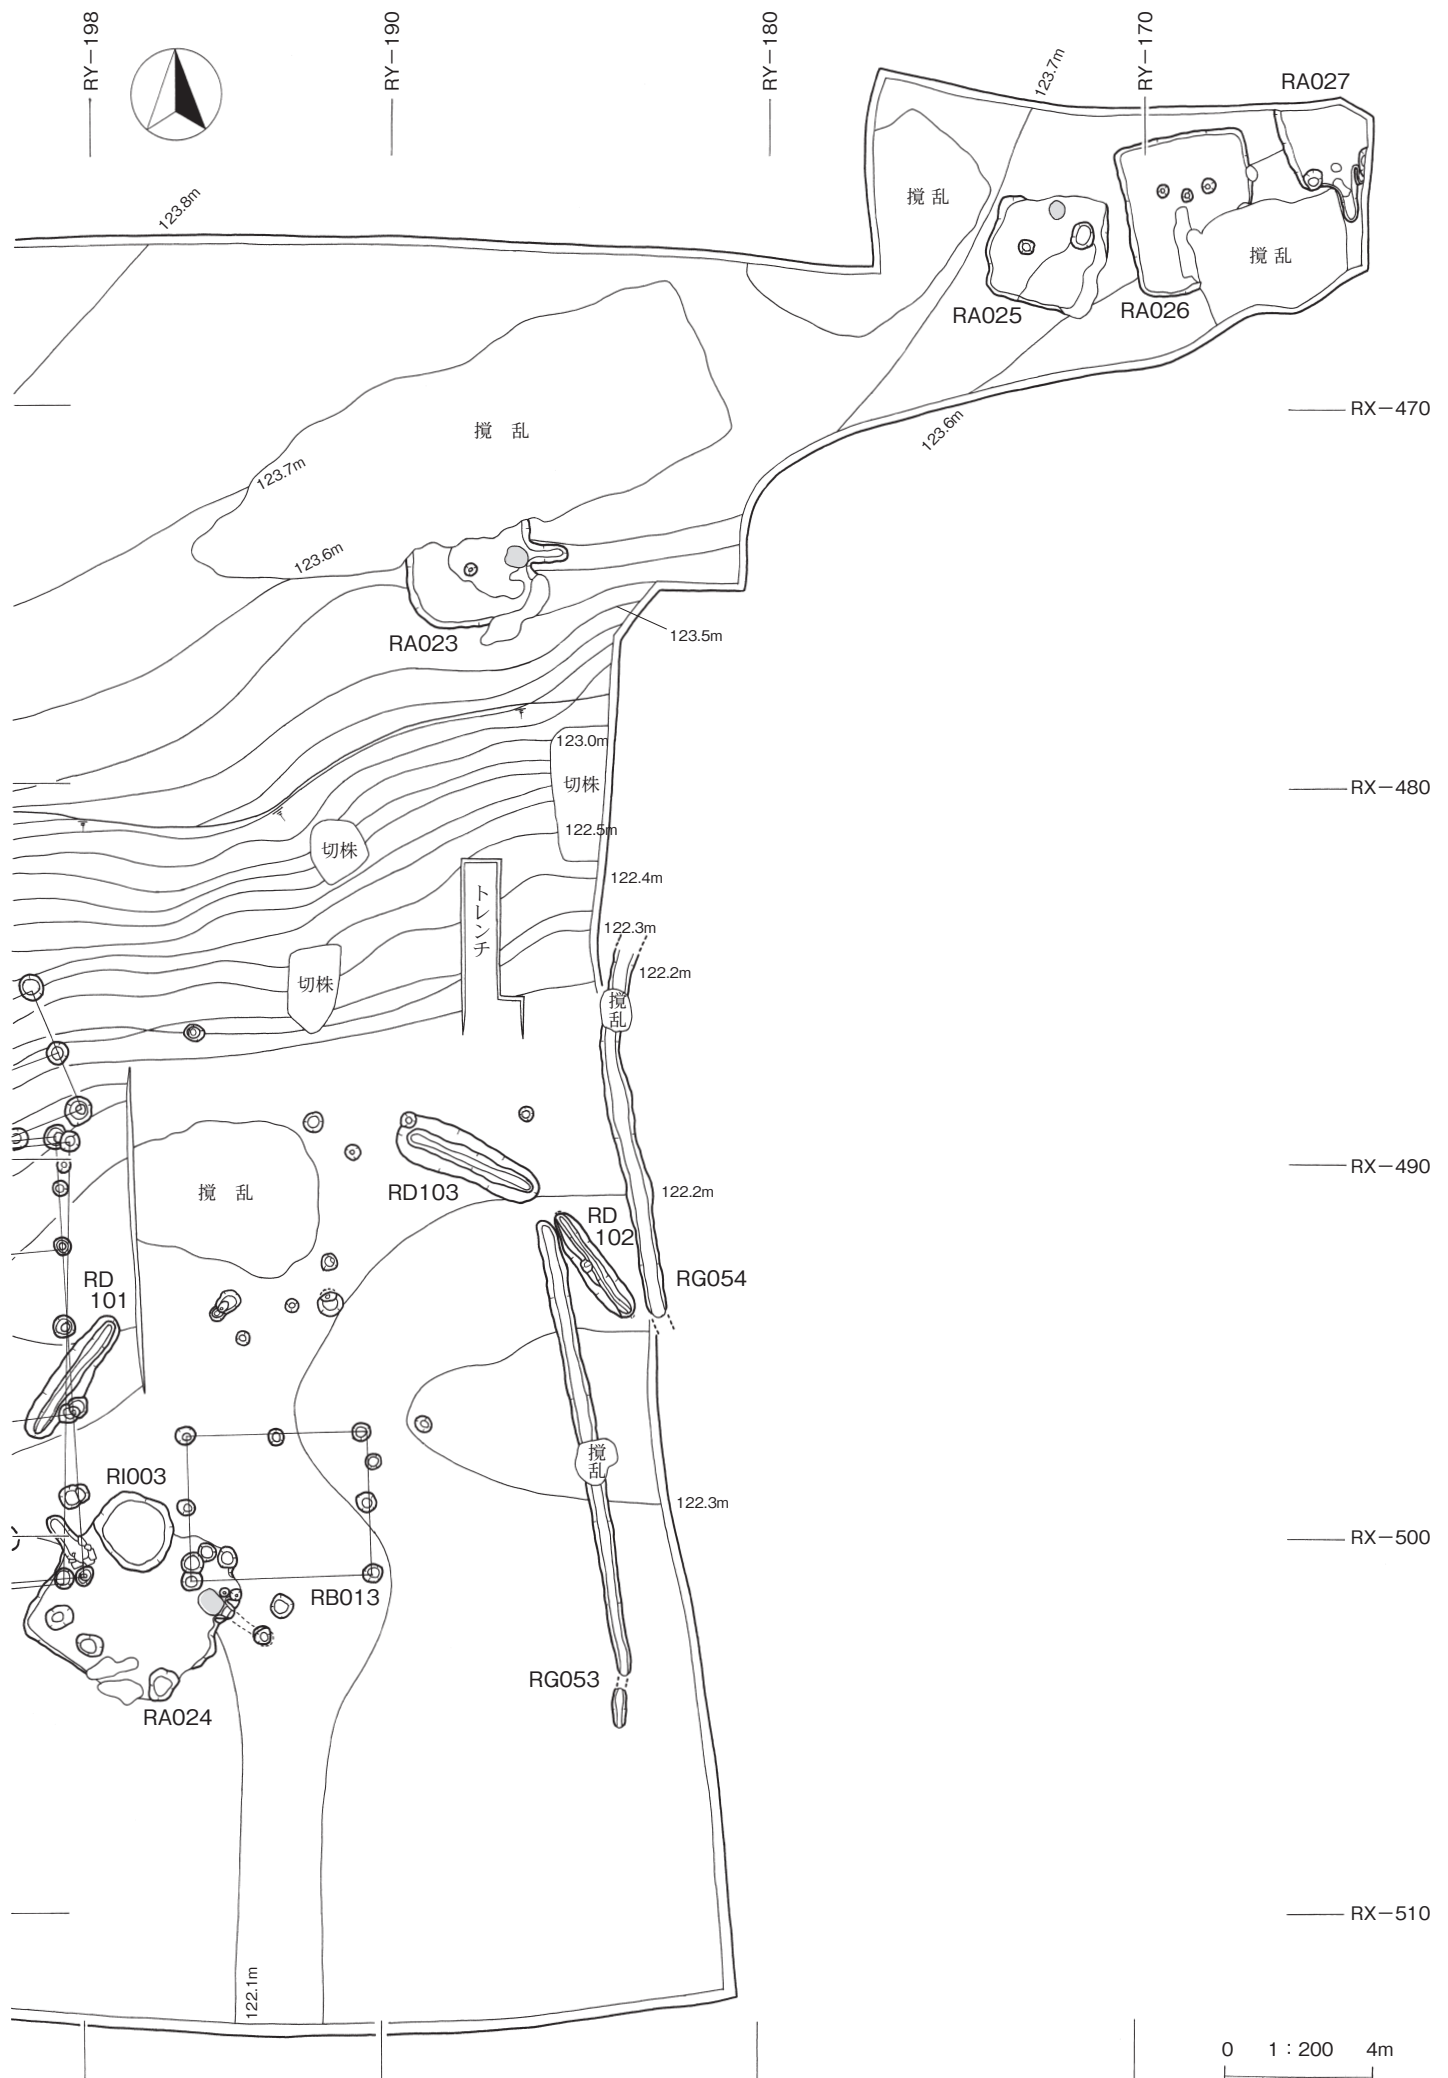 RY－198
RY－190
RY－180
RY－170
123.7m
RA027
123.8m
撹乱
撹乱
RA025
RA026
RX－470
撹乱
123.6m
123.7m
123.6m
RA023
123.5m
123.0m
切株
RX－480
122.5m
切株
122.4m
トレンチ
122.3m
122.2m
切株
撹乱
RX－490
撹乱
RD103
122.2m
RD
102
RD
101
RG054
撹乱
RI003
122.3m
RX－500
RB013
RG053
RA024
RX－510
122.1m
0 1：200 4m